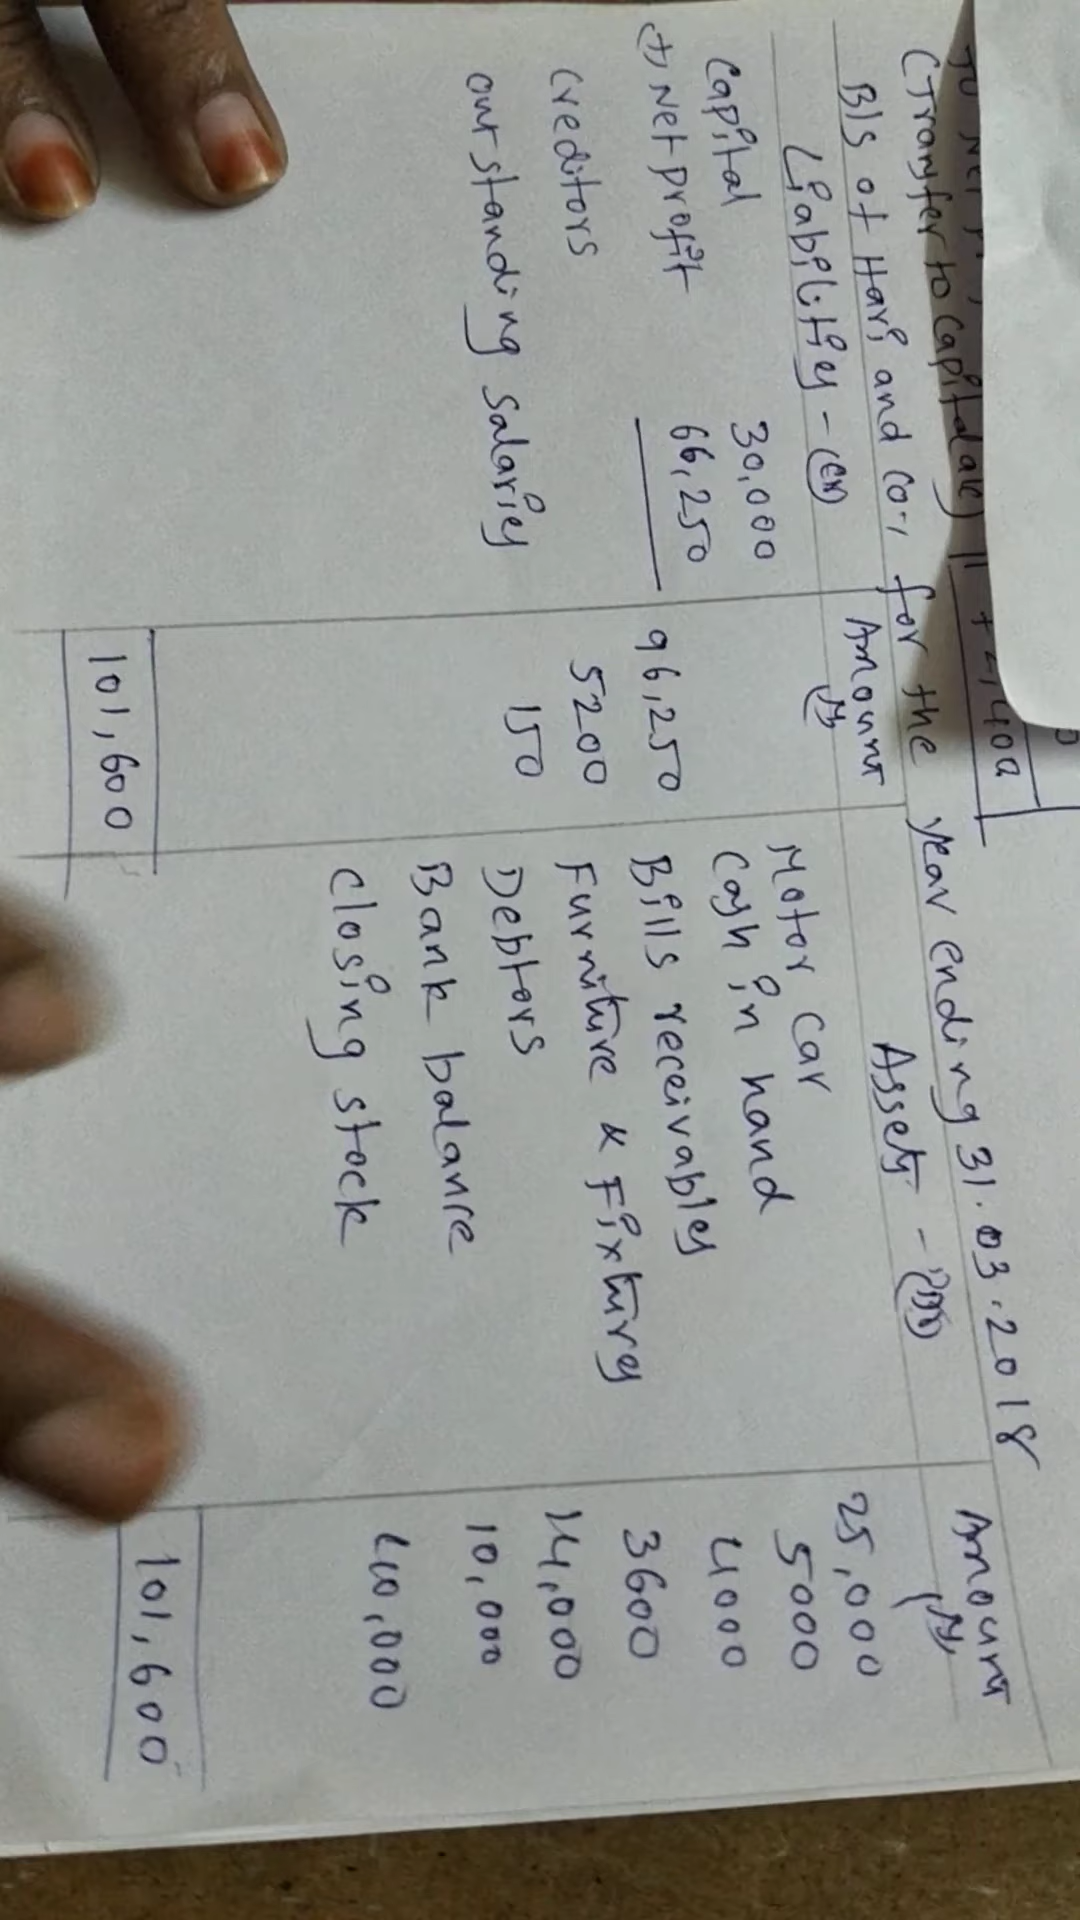 (Transfer to capital a/c)
B/s of Hari and co., for the year ending 31.03.2018
Liabilities - (Cr) Amount Assets - (Dr) Amount
Capital 30,000 Motor car 25,000
(+) Net profit 66,250 96,250 Cash in hand 5000
Creditors 5200 Bills receivables 4000
outstanding salaries 150 Furniture & Fixtures 3600
Debtors 14,000
Bank balance 10,000
closing stock 40,000
101,600 101,600